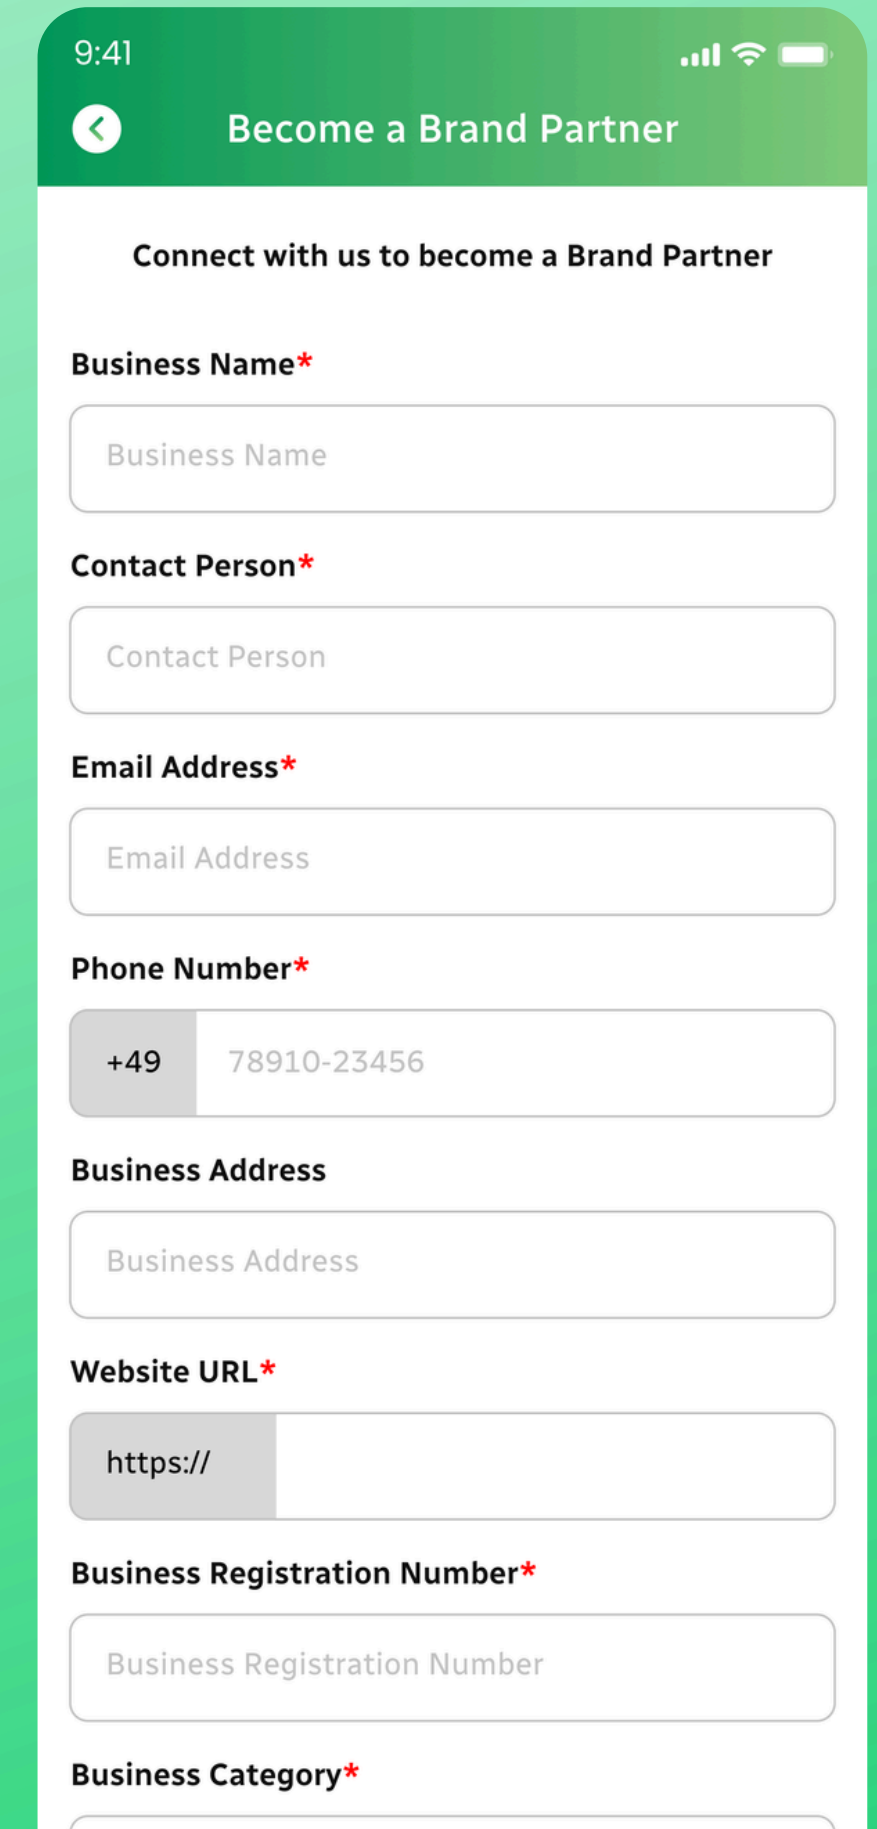 9:41
Become a Brand Partner
Connect with us to become a Brand Partner
Business Name*
Business Name
Contact Person*
Contact Person
Email Address*
Email Address
Phone Number*
+49 78910-23456
Business Address
Business Address
Website URL*
https://
Business Registration Number*
Business Registration Number
Business Category*